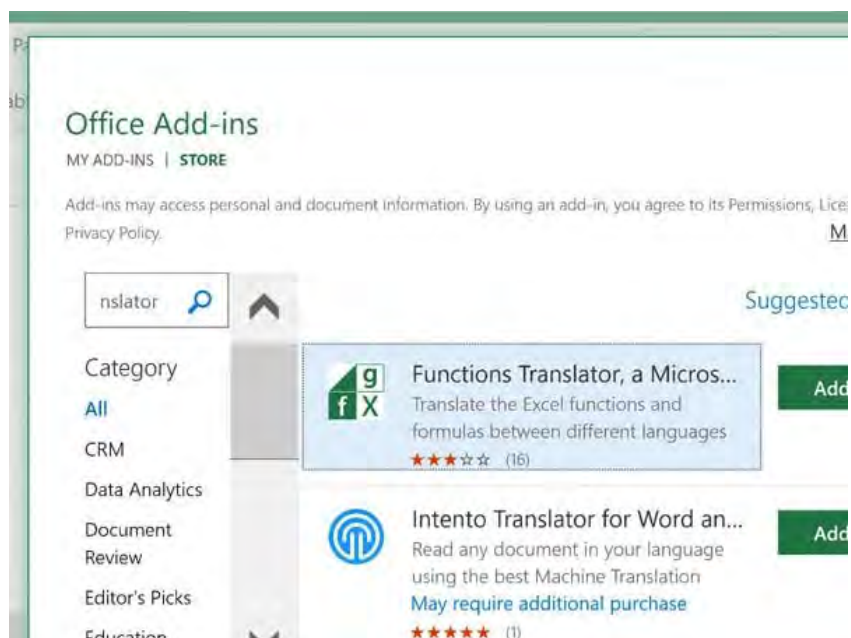 Office Add-ins
MY ADD-INS | STORE
Add-ins may access personal and document information. By using an add-in, you agree to its Permissions, Lice
Privacy Policy.
M
nslator
Suggested
Category
All
CRM
Data Analytics
Document
Review
Editor's Picks
Education
g
f X
Functions Translator, a Micros...
Translate the Excel functions and
formulas between different languages
(16)
Add
Intento Translator for Word an...
Read any document in your language
using the best Machine Translation
May require additional purchase
(1)
Add